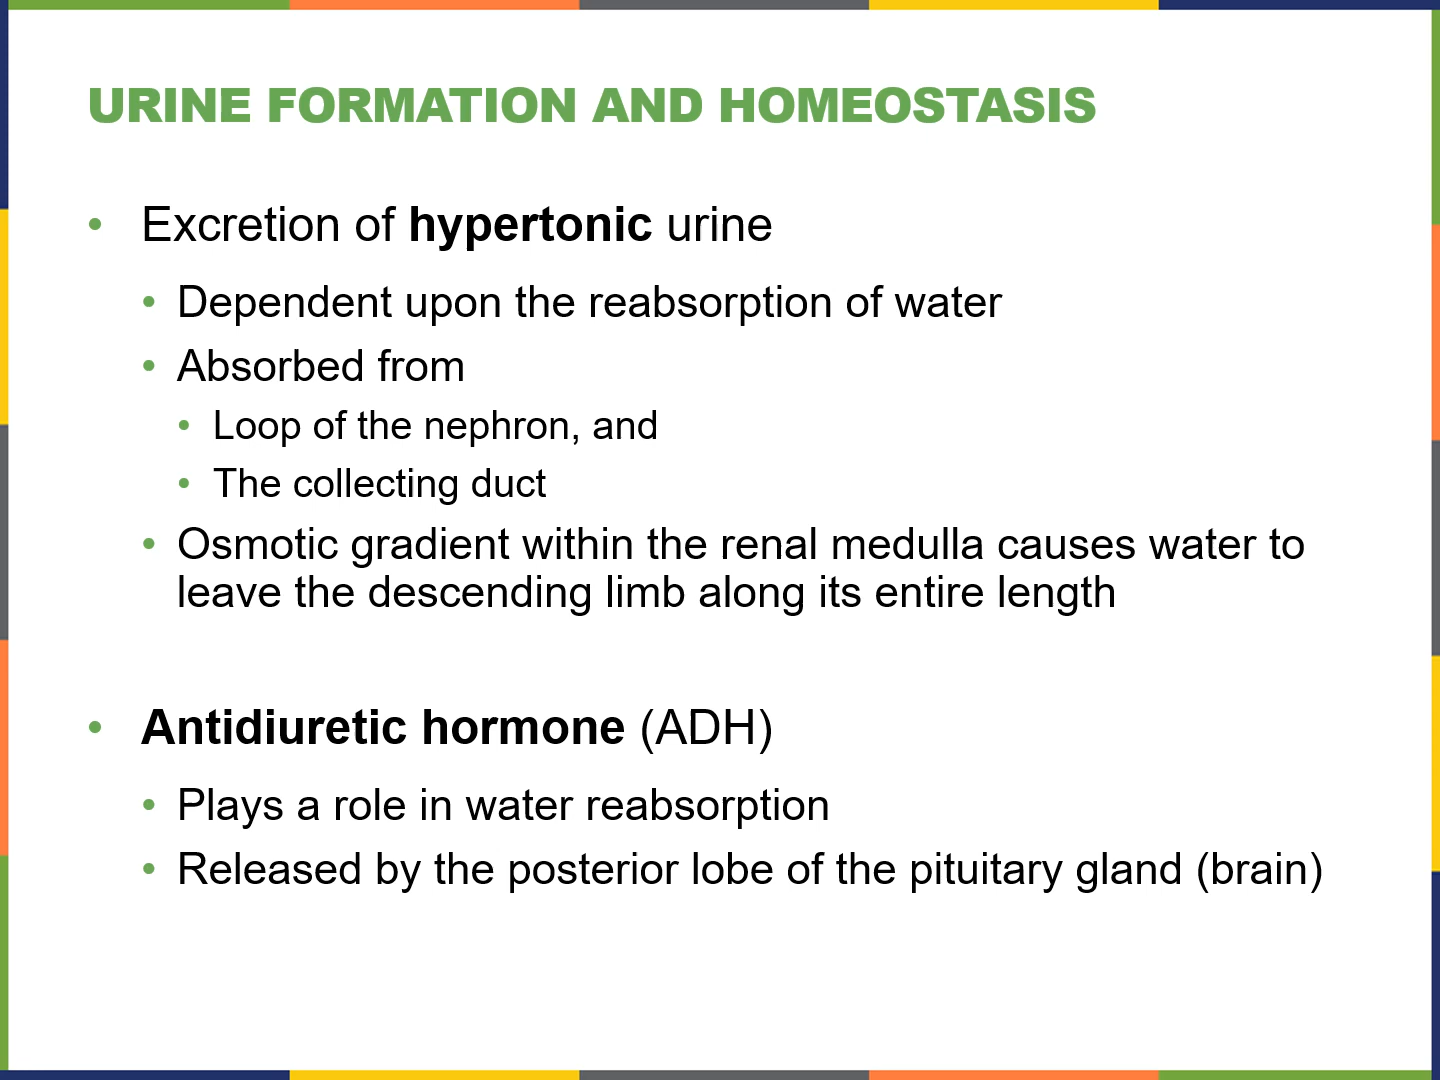 URINE FORMATION AND HOMEOSTASIS
• Excretion of hypertonic urine
• Dependent upon the reabsorption of water
• Absorbed from
• Loop of the nephron, and
• The collecting duct
• Osmotic gradient within the renal medulla causes water to
leave the descending limb along its entire length
• Antidiuretic hormone (ADH)
• Plays a role in water reabsorption
• Released by the posterior lobe of the pituitary gland (brain)